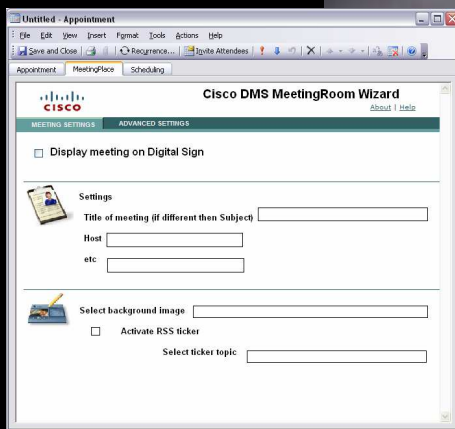 Untitled - Appointment
File Edit View Insert Format Tools Actions Help
Save and Close Recurrence... Invite Attendees
Appointment MeetingPlace Scheduling
CISCO
Cisco DMS MeetingRoom Wizard
About | Help
MEETING SETTINGS ADVANCED SETTINGS
Display meeting on Digital Sign
Settings
Title of meeting (if different then Subject)
Host
etc
Select background image
Activate RSS ticker
Select ticker topic